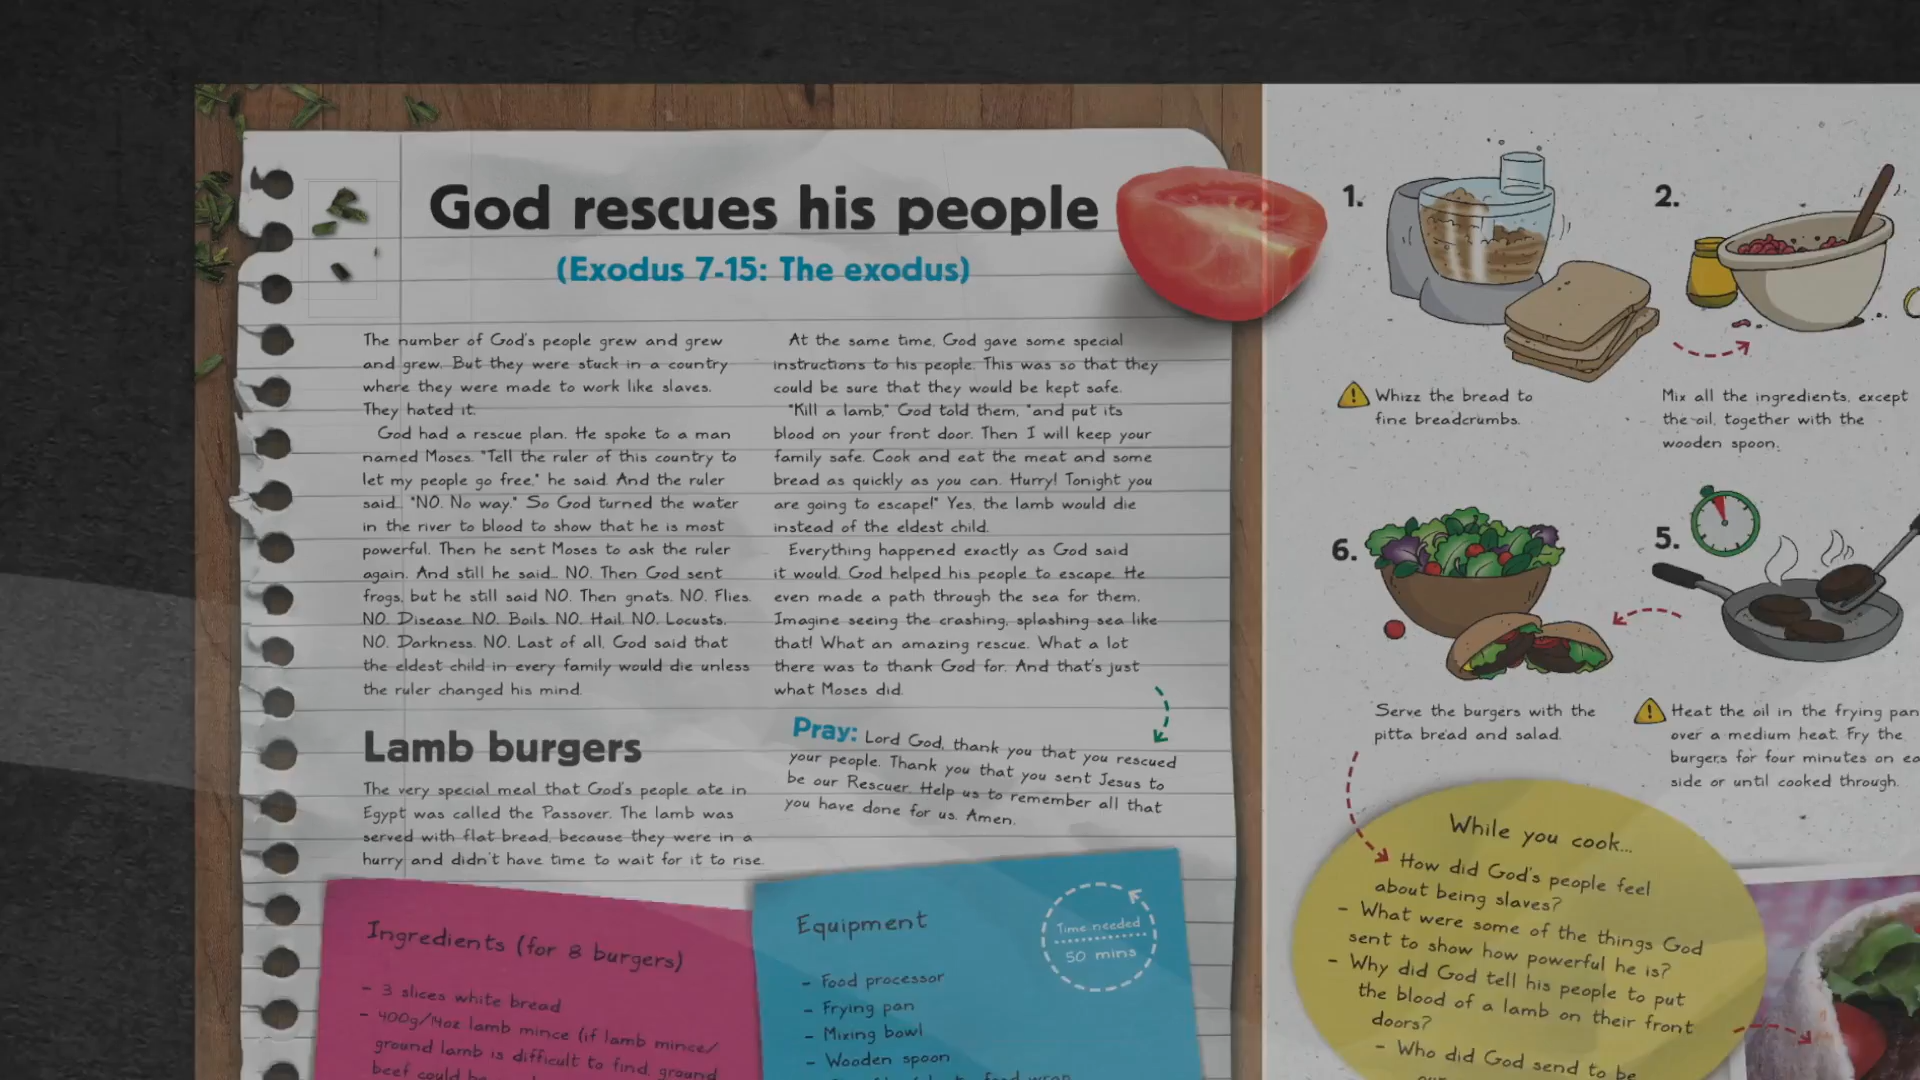 God rescues his people
(Exodus 7-15: The exodus)
The number of God's people grew and grew
and grew. But they were stuck in a country
where they were made to work like slaves.
They hated it.
God had a rescue plan. He spoke to a man
named Moses. "Tell the ruler of this country to
let my people go free," he said. And the ruler
said... "NO. No way." So God turned the water
in the river to blood to show that he is most
powerful. Then he sent Moses to ask the ruler
again. And still he said... NO. Then God sent
frogs, but he still said NO. Then gnats. NO. Flies.
NO. Disease. NO. Boils. NO. Hail. NO. Locusts.
NO. Darkness. NO. Last of all, God said that
the eldest child in every family would die unless
the ruler changed his mind.
At the same time, God gave some special
instructions to his people. This was so that they
could be sure that they would be kept safe.
"Kill a lamb," God told them, "and put its
blood on your front door. Then I will keep your
family safe. Cook and eat the meat and some
bread as quickly as you can. Hurry! Tonight you
are going to escape!" Yes, the lamb would die
instead of the eldest child.
Everything happened exactly as God said
it would. God helped his people to escape. He
even made a path through the sea for them.
Imagine seeing the crashing, splashing sea like
that! What an amazing rescue. What a lot
there was to thank God for. And that's just
what Moses did.
Pray: Lord God, thank you that you rescued
your people. Thank you that you sent Jesus to
be our Rescuer. Help us to remember all that
you have done for us. Amen.
Lamb burgers
The very special meal that God's people ate in
Egypt was called the Passover. The lamb was
served with flat bread, because they were in a
hurry and didn't have time to wait for it to rise.
Ingredients (for 8 burgers)
- 3 slices white bread
- 400g/14oz lamb mince (if lamb mince/
ground lamb is difficult to find, ground
beef could be
Equipment
Time needed
50 mins
- Food processor
- Frying pan
- Mixing bowl
- Wooden spoon
1.
Whizz the bread to
fine breadcrumbs.
2.
Mix all the ingredients, except
the oil, together with the
wooden spoon.
6.
Serve the burgers with the
pitta bread and salad.
5.
Heat the oil in the frying pan
over a medium heat. Fry the
burgers for four minutes on
side or until cooked through.
While you cook...
How did God's people feel
about being slaves?
- What were some of the things God
sent to show how powerful he is?
- Why did God tell his people to put
the blood of a lamb on their front
doors?
- Who did God send to be